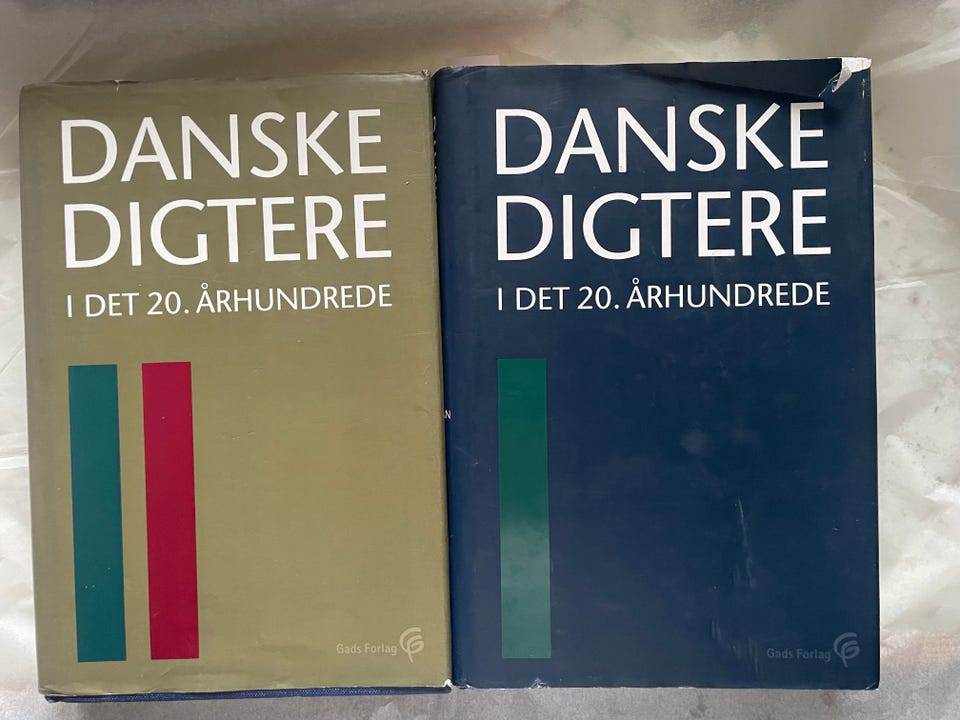 DANSKE
DIGTERE
I DET 20. ÅRHUNDREDE
Gads Forlag
DANSKE
DIGTERE
I DET 20. ÅRHUNDREDE
Gads Forlag